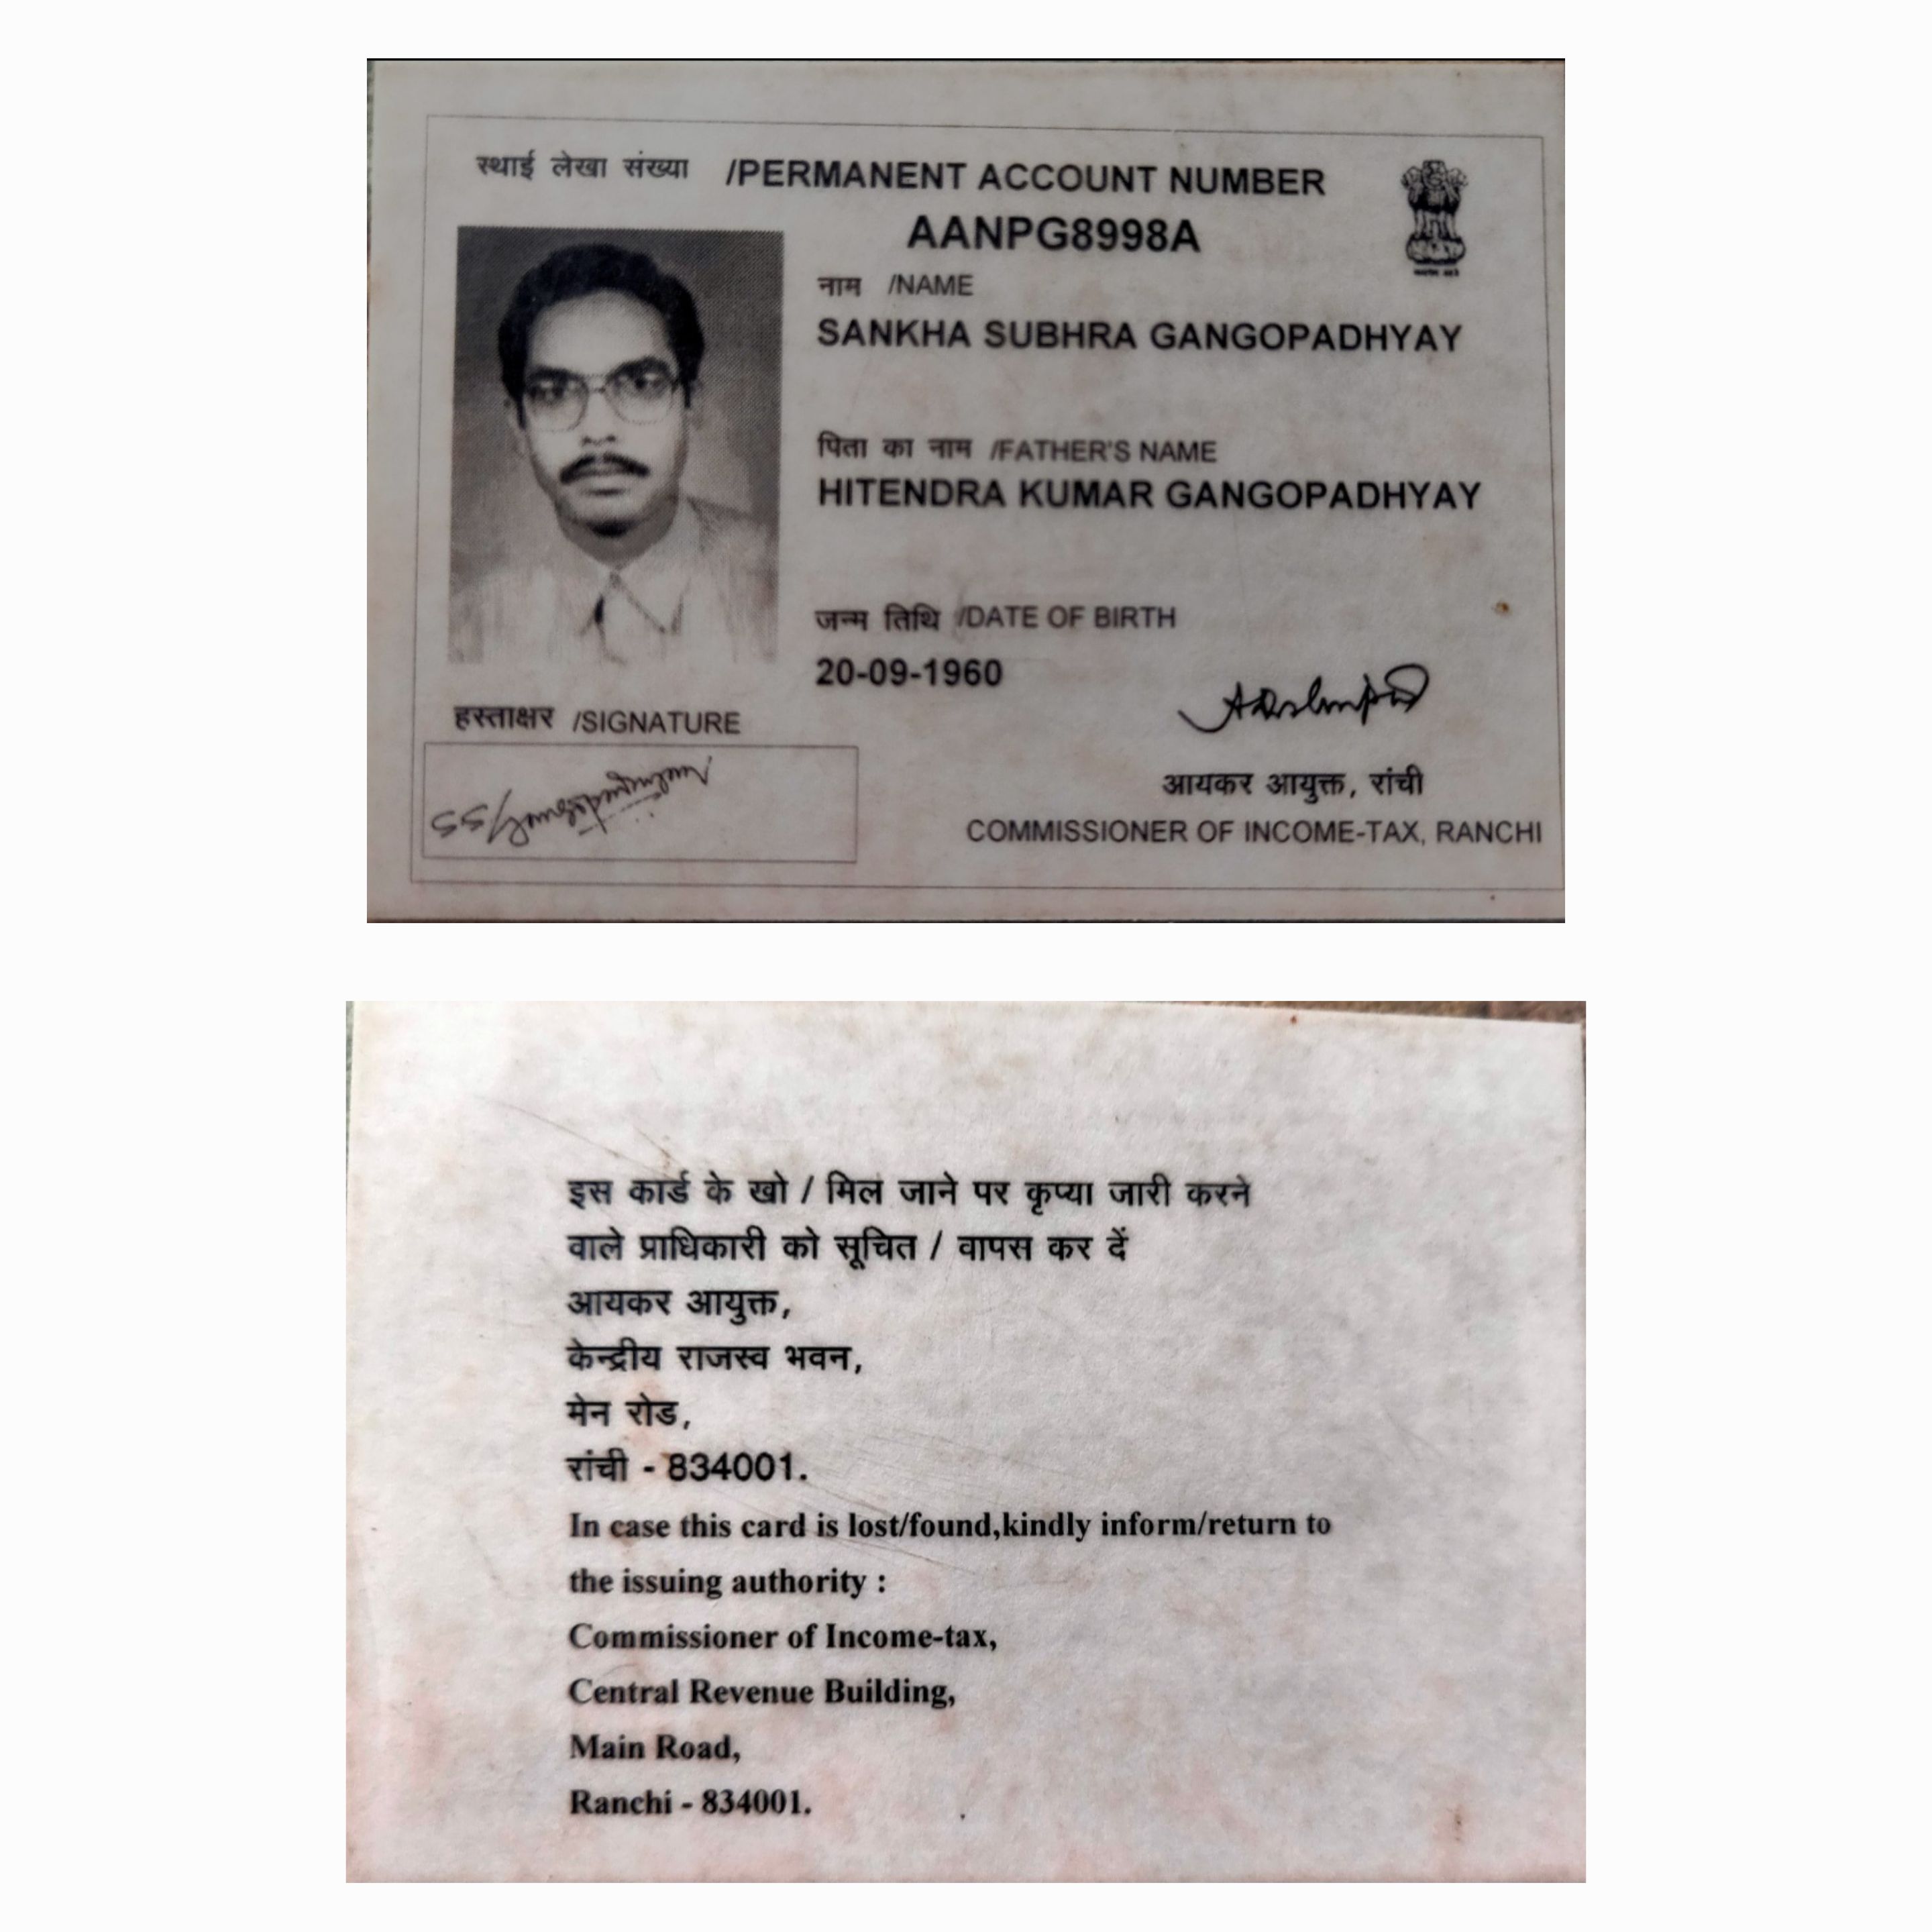 स्थाई लेखा संख्या /PERMANENT ACCOUNT NUMBER
AANPG8998A
नाम /NAME
SANKHA SUBHRA GANGOPADHYAY
पिता का नाम /FATHER'S NAME
HITENDRA KUMAR GANGOPADHYAY
जन्म तिथि /DATE OF BIRTH
20-09-1960
हस्ताक्षर /SIGNATURE
आयकर आयुक्त, रांची
COMMISSIONER OF INCOME-TAX, RANCHI
इस कार्ड के खो / मिल जाने पर कृप्या जारी करने
वाले प्राधिकारी को सूचित / वापस कर दें
आयकर आयुक्त,
केन्द्रीय राजस्व भवन,
मेन रोड,
रांची - 834001.
In case this card is lost/found,kindly inform/return to
the issuing authority :
Commissioner of Income-tax,
Central Revenue Building,
Main Road,
Ranchi - 834001.